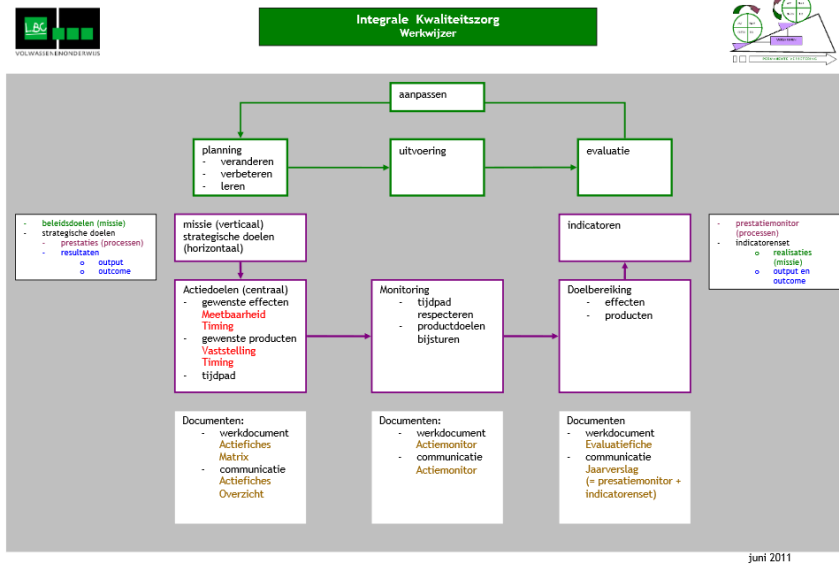 LBC
VOLWASSENENONDERWIJS
Integrale Kwaliteitszorg
Werkwijzer
aanpassen
planning
- veranderen
- verbeteren
- leren
uitvoering
evaluatie
- beleidsdoelen (missie)
- strategische doelen
- prestaties (processen)
- resultaten
o output
o outcome
missie (verticaal)
strategische doelen
(horizontaal)
indicatoren
- prestatiemonitor
(processen)
- indicatorenset
o realisaties
(missie)
o output en
outcome
Actiedoelen (centraal)
- gewenste effecten
Meetbaarheid
Timing
- gewenste producten
Vaststelling
Timing
- tijdpad
Monitoring
- tijdpad
respecteren
- productdoelen
bijsturen
Doelbereiking
- effecten
- producten
Documenten:
- werkdocument
Actiefiches
Matrix
- communicatie
Actiefiches
Overzicht
Documenten:
- werkdocument
Actiemonitor
- communicatie
Actiemonitor
Documenten
- werkdocument
Evaluatiefiche
- communicatie
Jaarverslag
(= presatiemonitor +
indicatorenset)
juni 2011